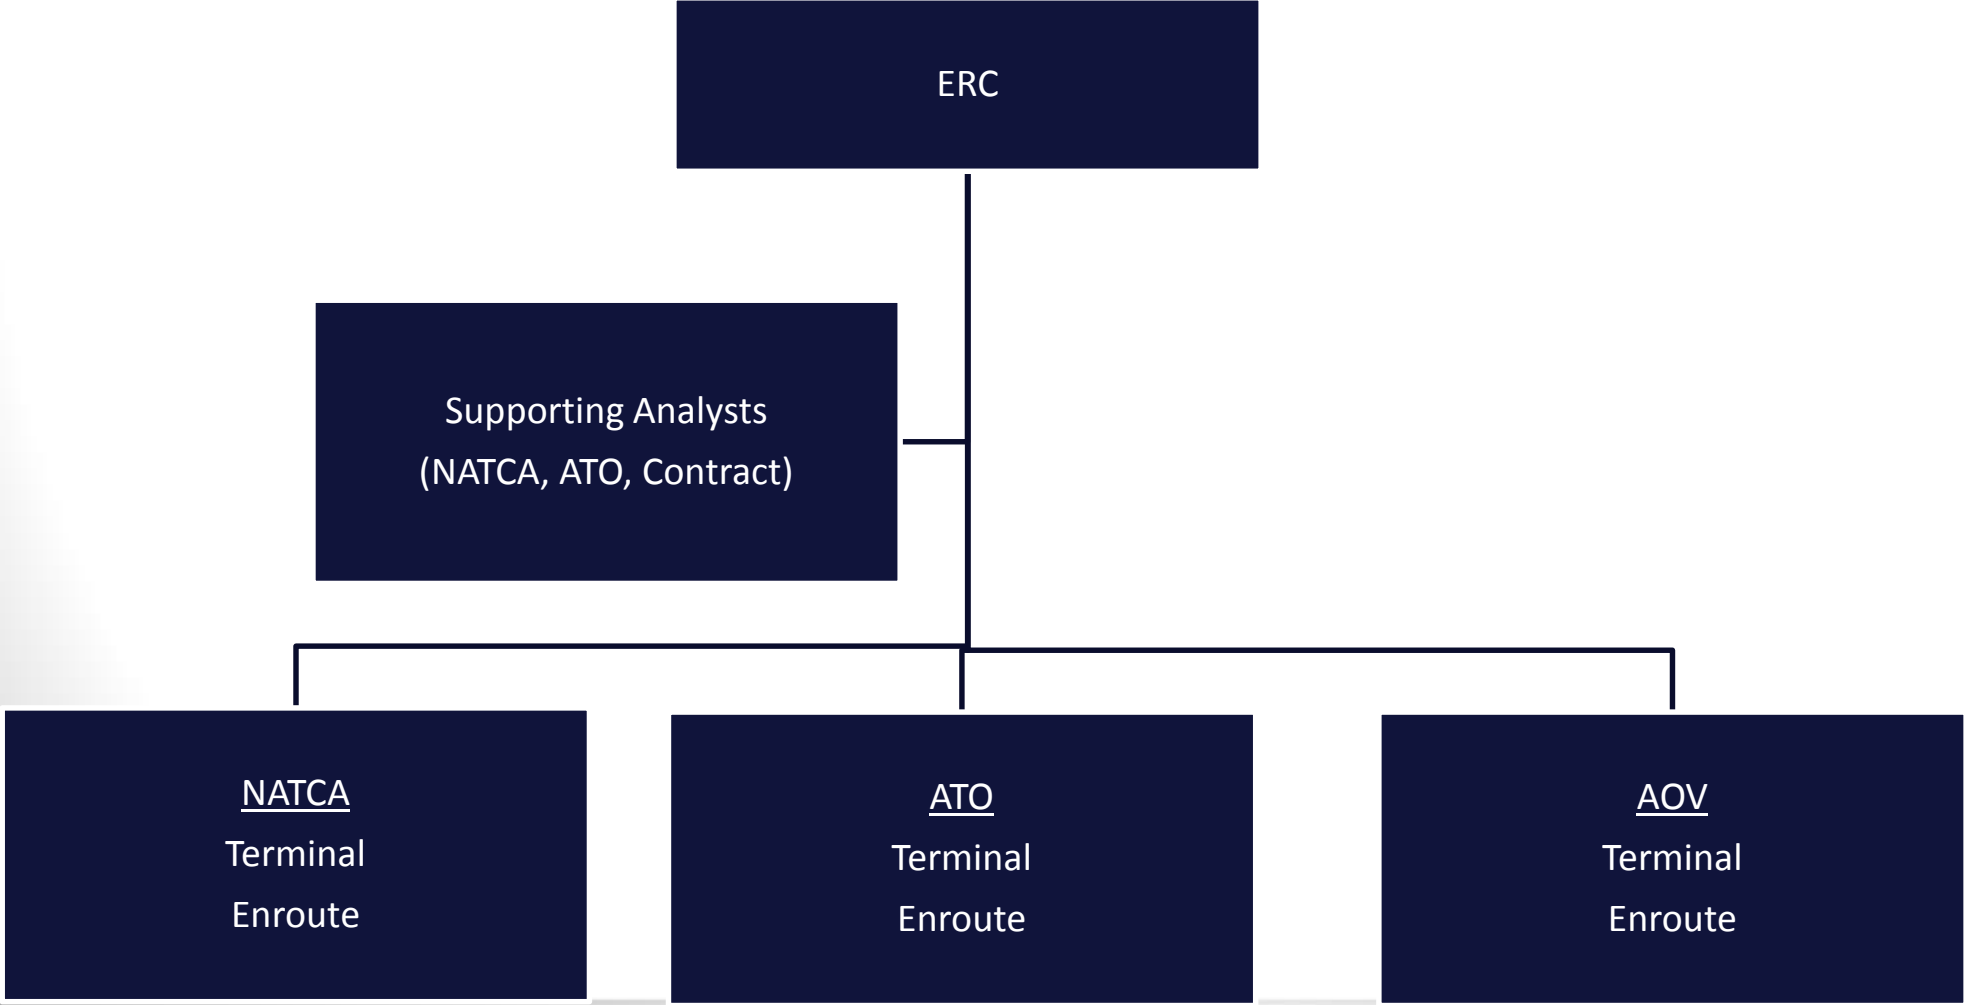 ERC
Supporting Analysts
(NATCA, ATO, Contract)
NATCA
Terminal
Enroute
ATO
Terminal
Enroute
AOV
Terminal
Enroute